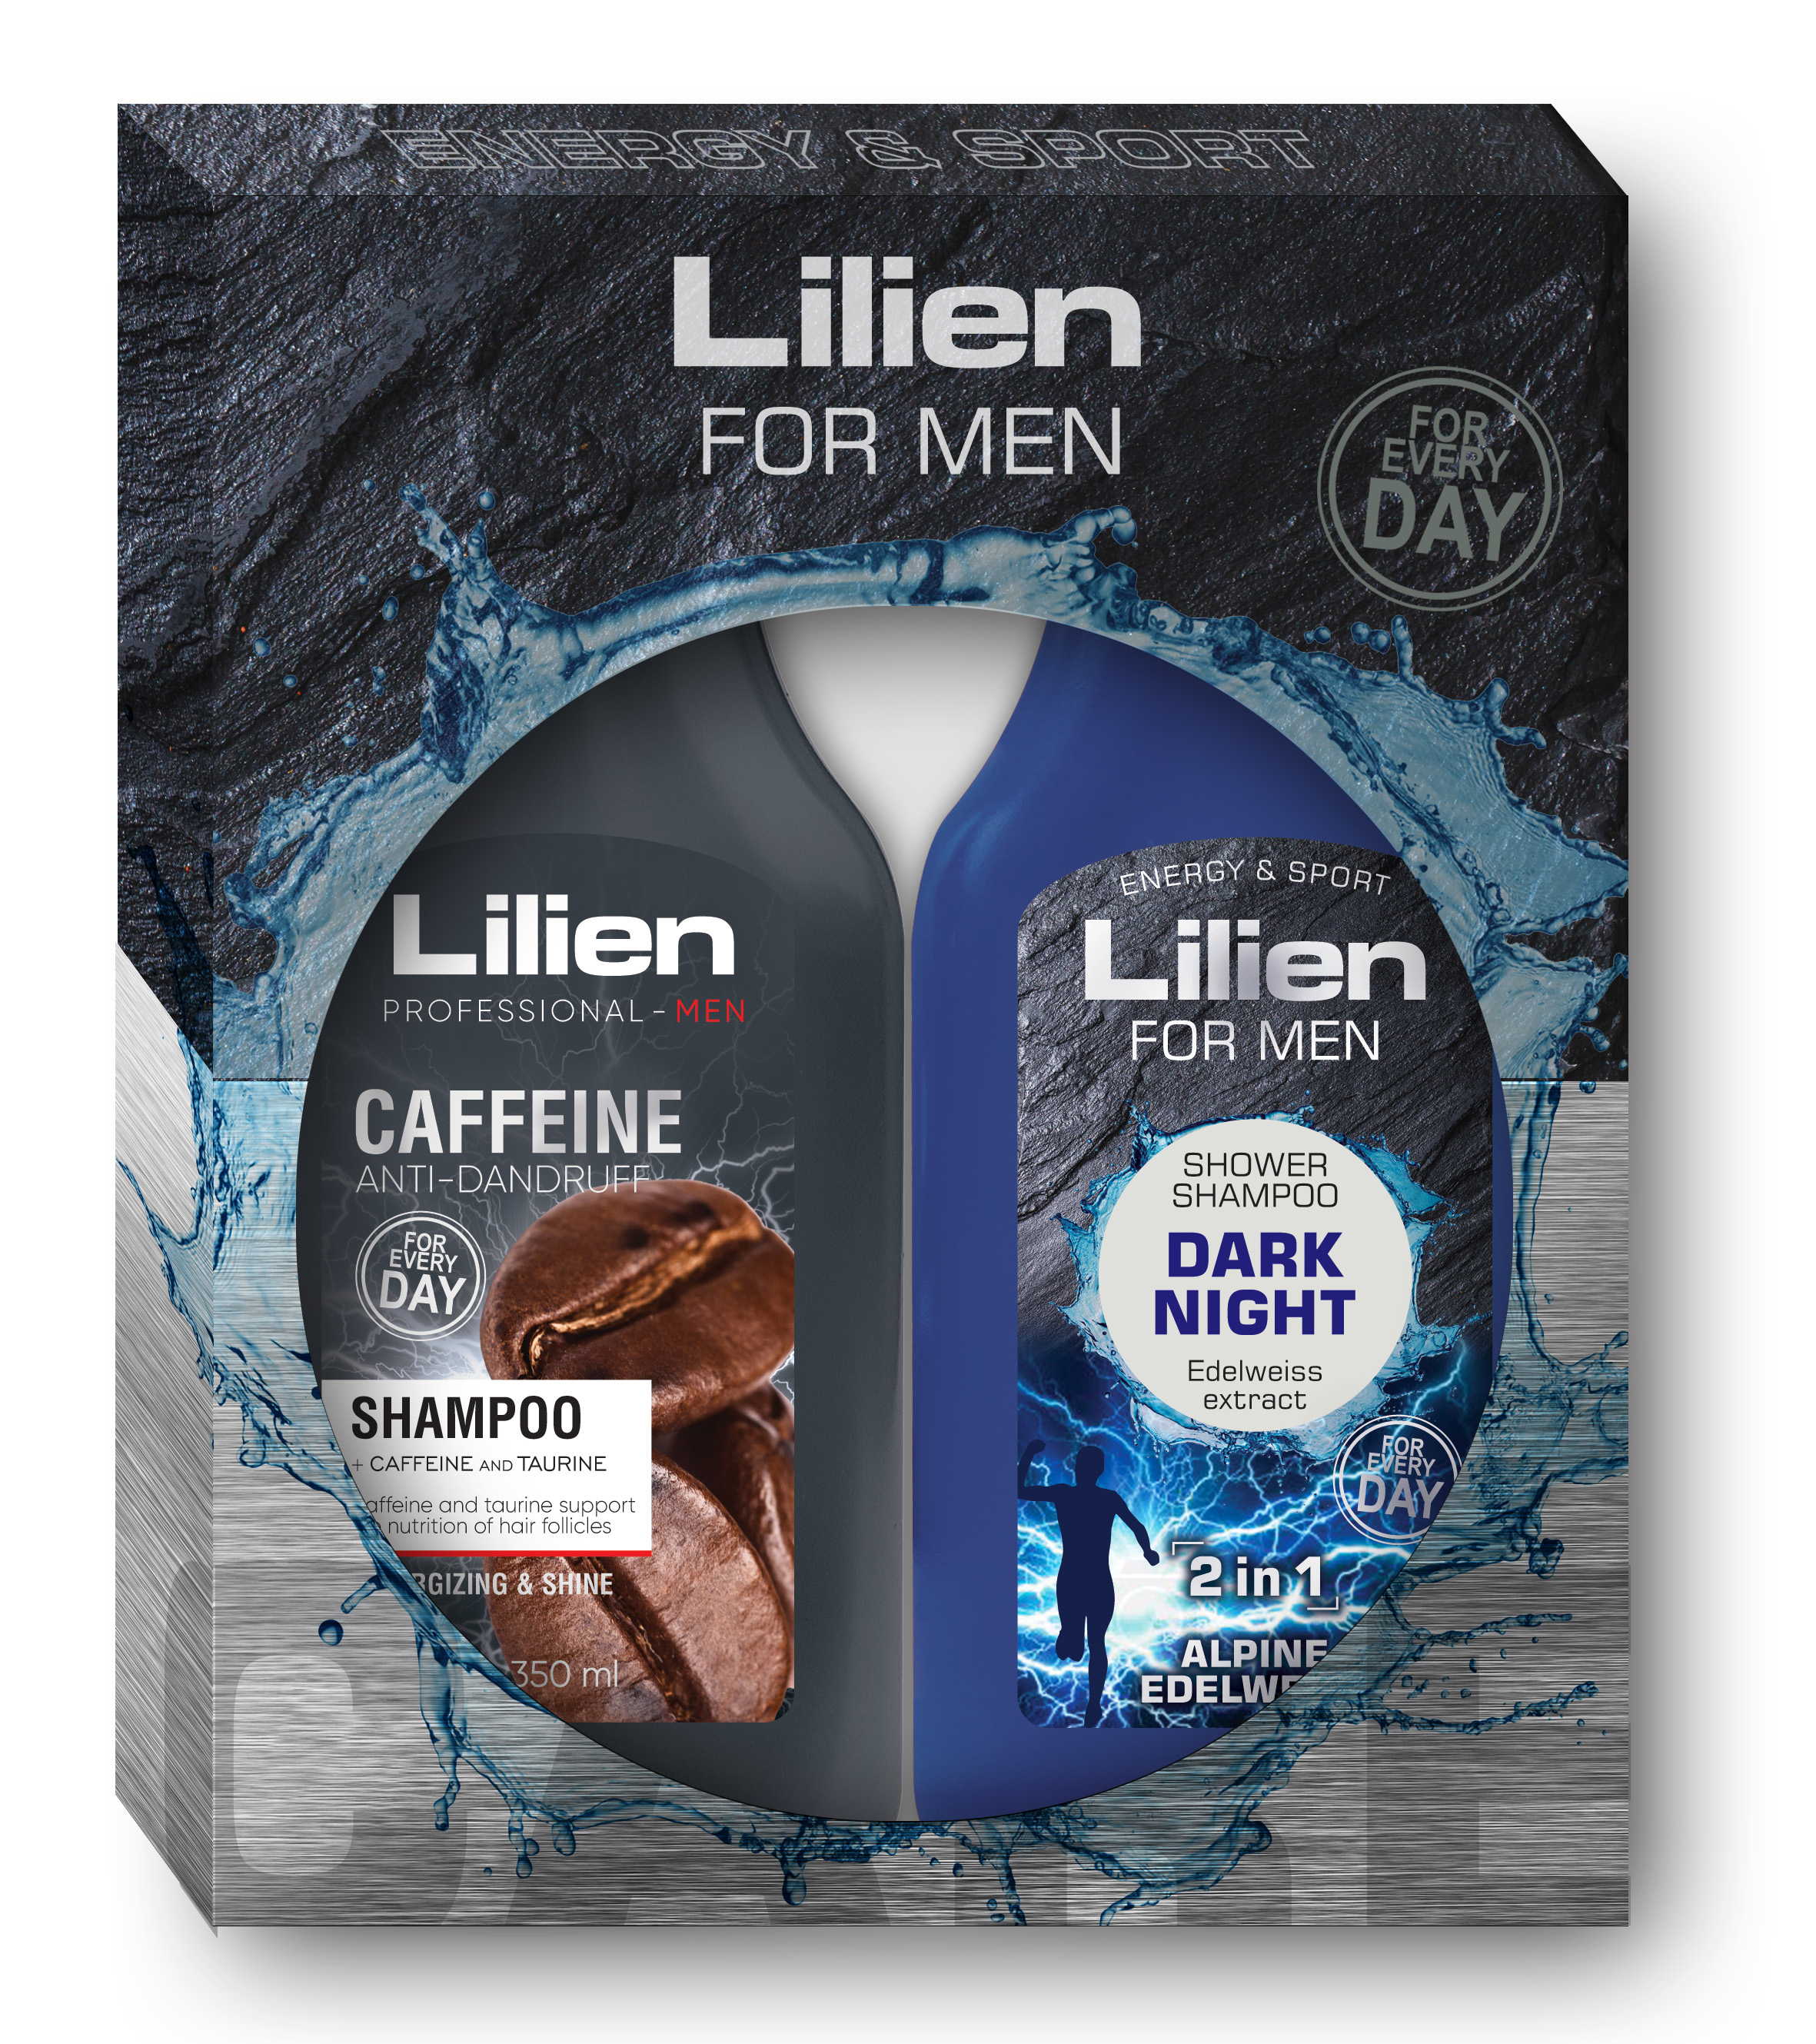 ENERGY & SPORT
Lilien
FOR MEN
FOR
EVERY
DAY
Lilien
PROFESSIONAL - MEN
CAFFEINE
ANTI-DANDRUFF
FOR
EVERY
DAY
SHAMPOO
+ CAFFEINE AND TAURINE
affeine and taurine support
nutrition of hair follicles
RGIZING & SHINE
350 ml
ENERGY & SPORT
Lilien
FOR MEN
SHOWER
SHAMPOO
DARK
NIGHT
Edelweiss
extract
FOR
EVERY
DAY
2 in 1
ALPINE
EDELWE
CARE